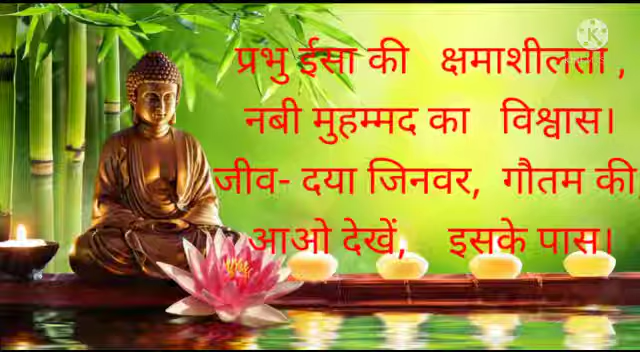 प्रभु ईसा की क्षमाशीलता ,
नबी मुहम्मद का विश्वास।
जीव- दया जिनवर, गौतम की
आओ देखें, इसके पास।